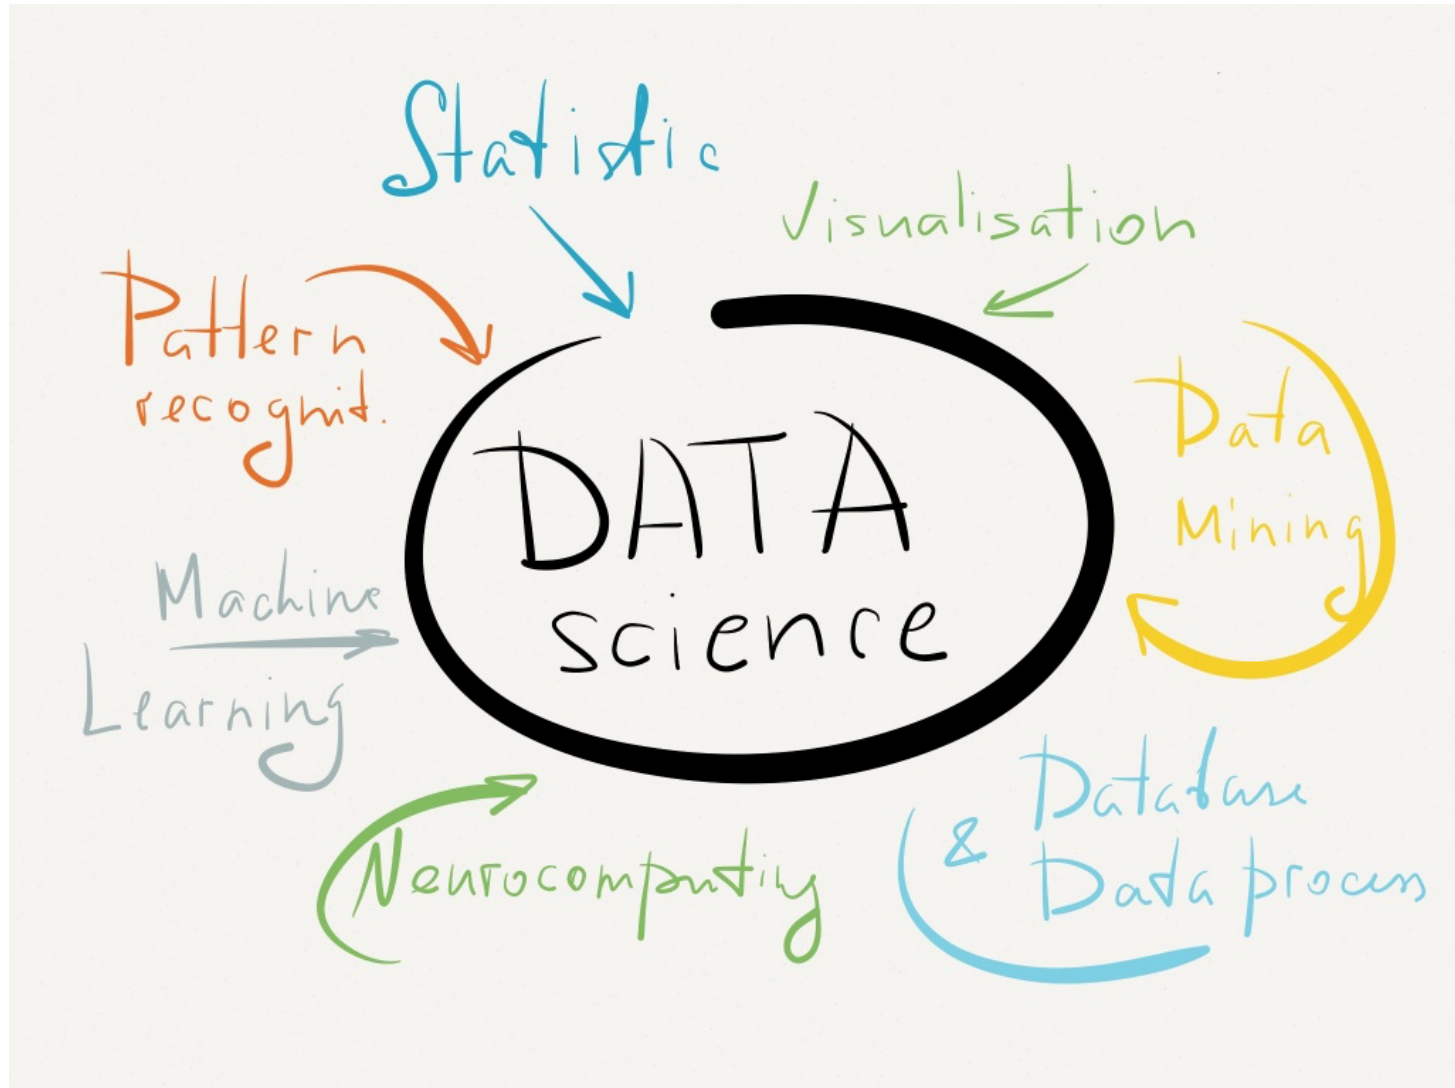 Statistic
Visualisation
Pattern
recognit.
Data
Mining
DATA
science
Machine
Learning
Database
& Data process
Neurocomputing